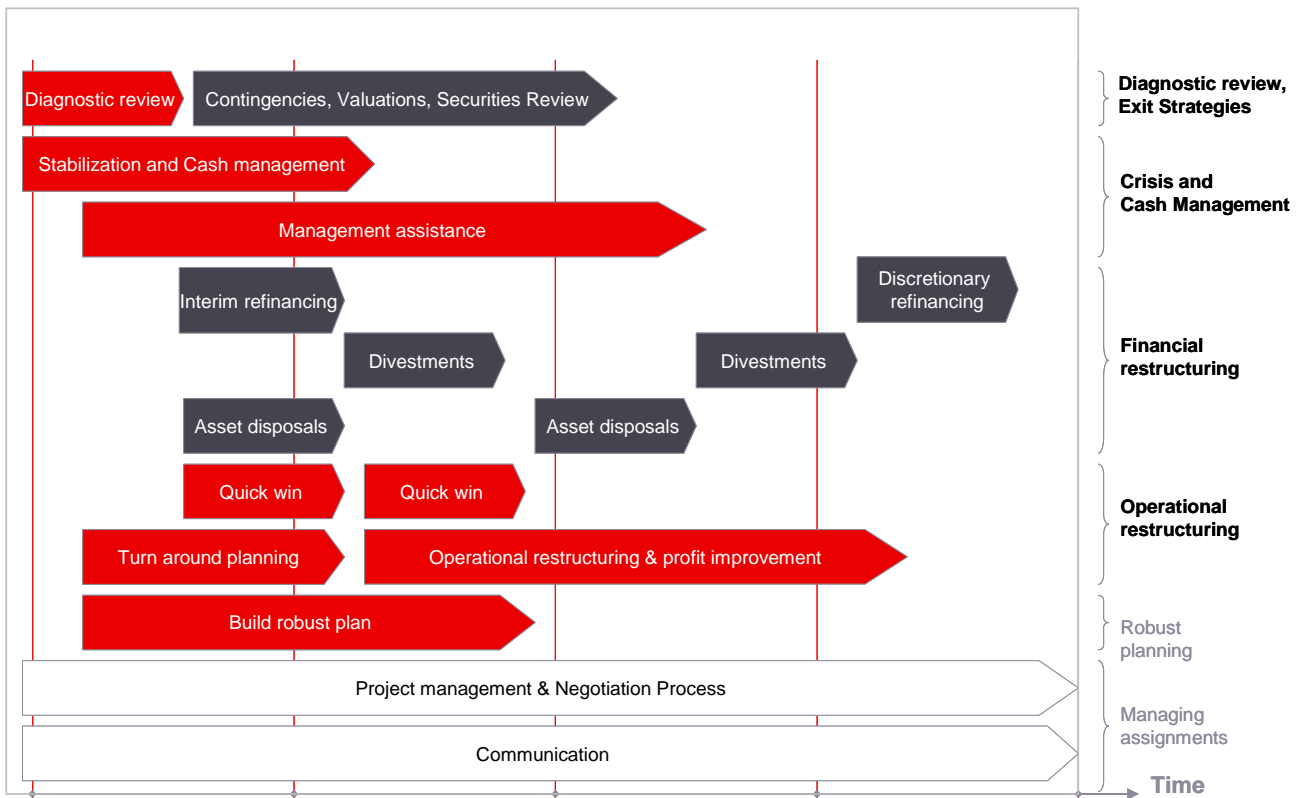 Diagnostic review
Contingencies, Valuations, Securities Review
Diagnostic review,
Exit Strategies
Stabilization and Cash management
Crisis and
Cash Management
Management assistance
Interim refinancing
Discretionary
refinancing
Divestments
Divestments
Financial
restructuring
Asset disposals
Asset disposals
Quick win
Quick win
Operational
restructuring
Turn around planning
Operational restructuring & profit improvement
Build robust plan
Robust
planning
Project management & Negotiation Process
Managing
assignments
Communication
Time